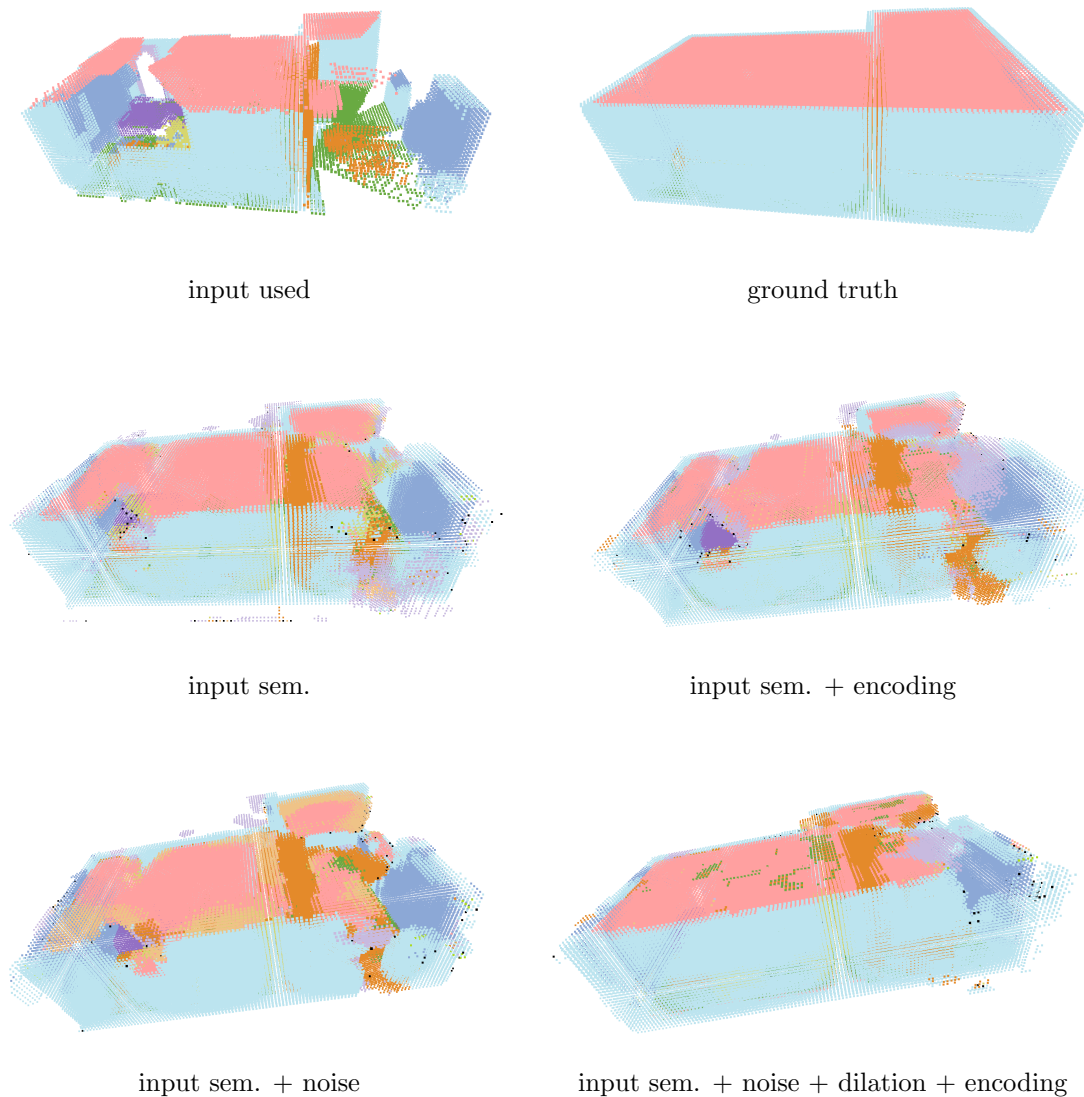 input used
ground truth
input sem.
input sem. + encoding
input sem. + noise
input sem. + noise + dilation + encoding